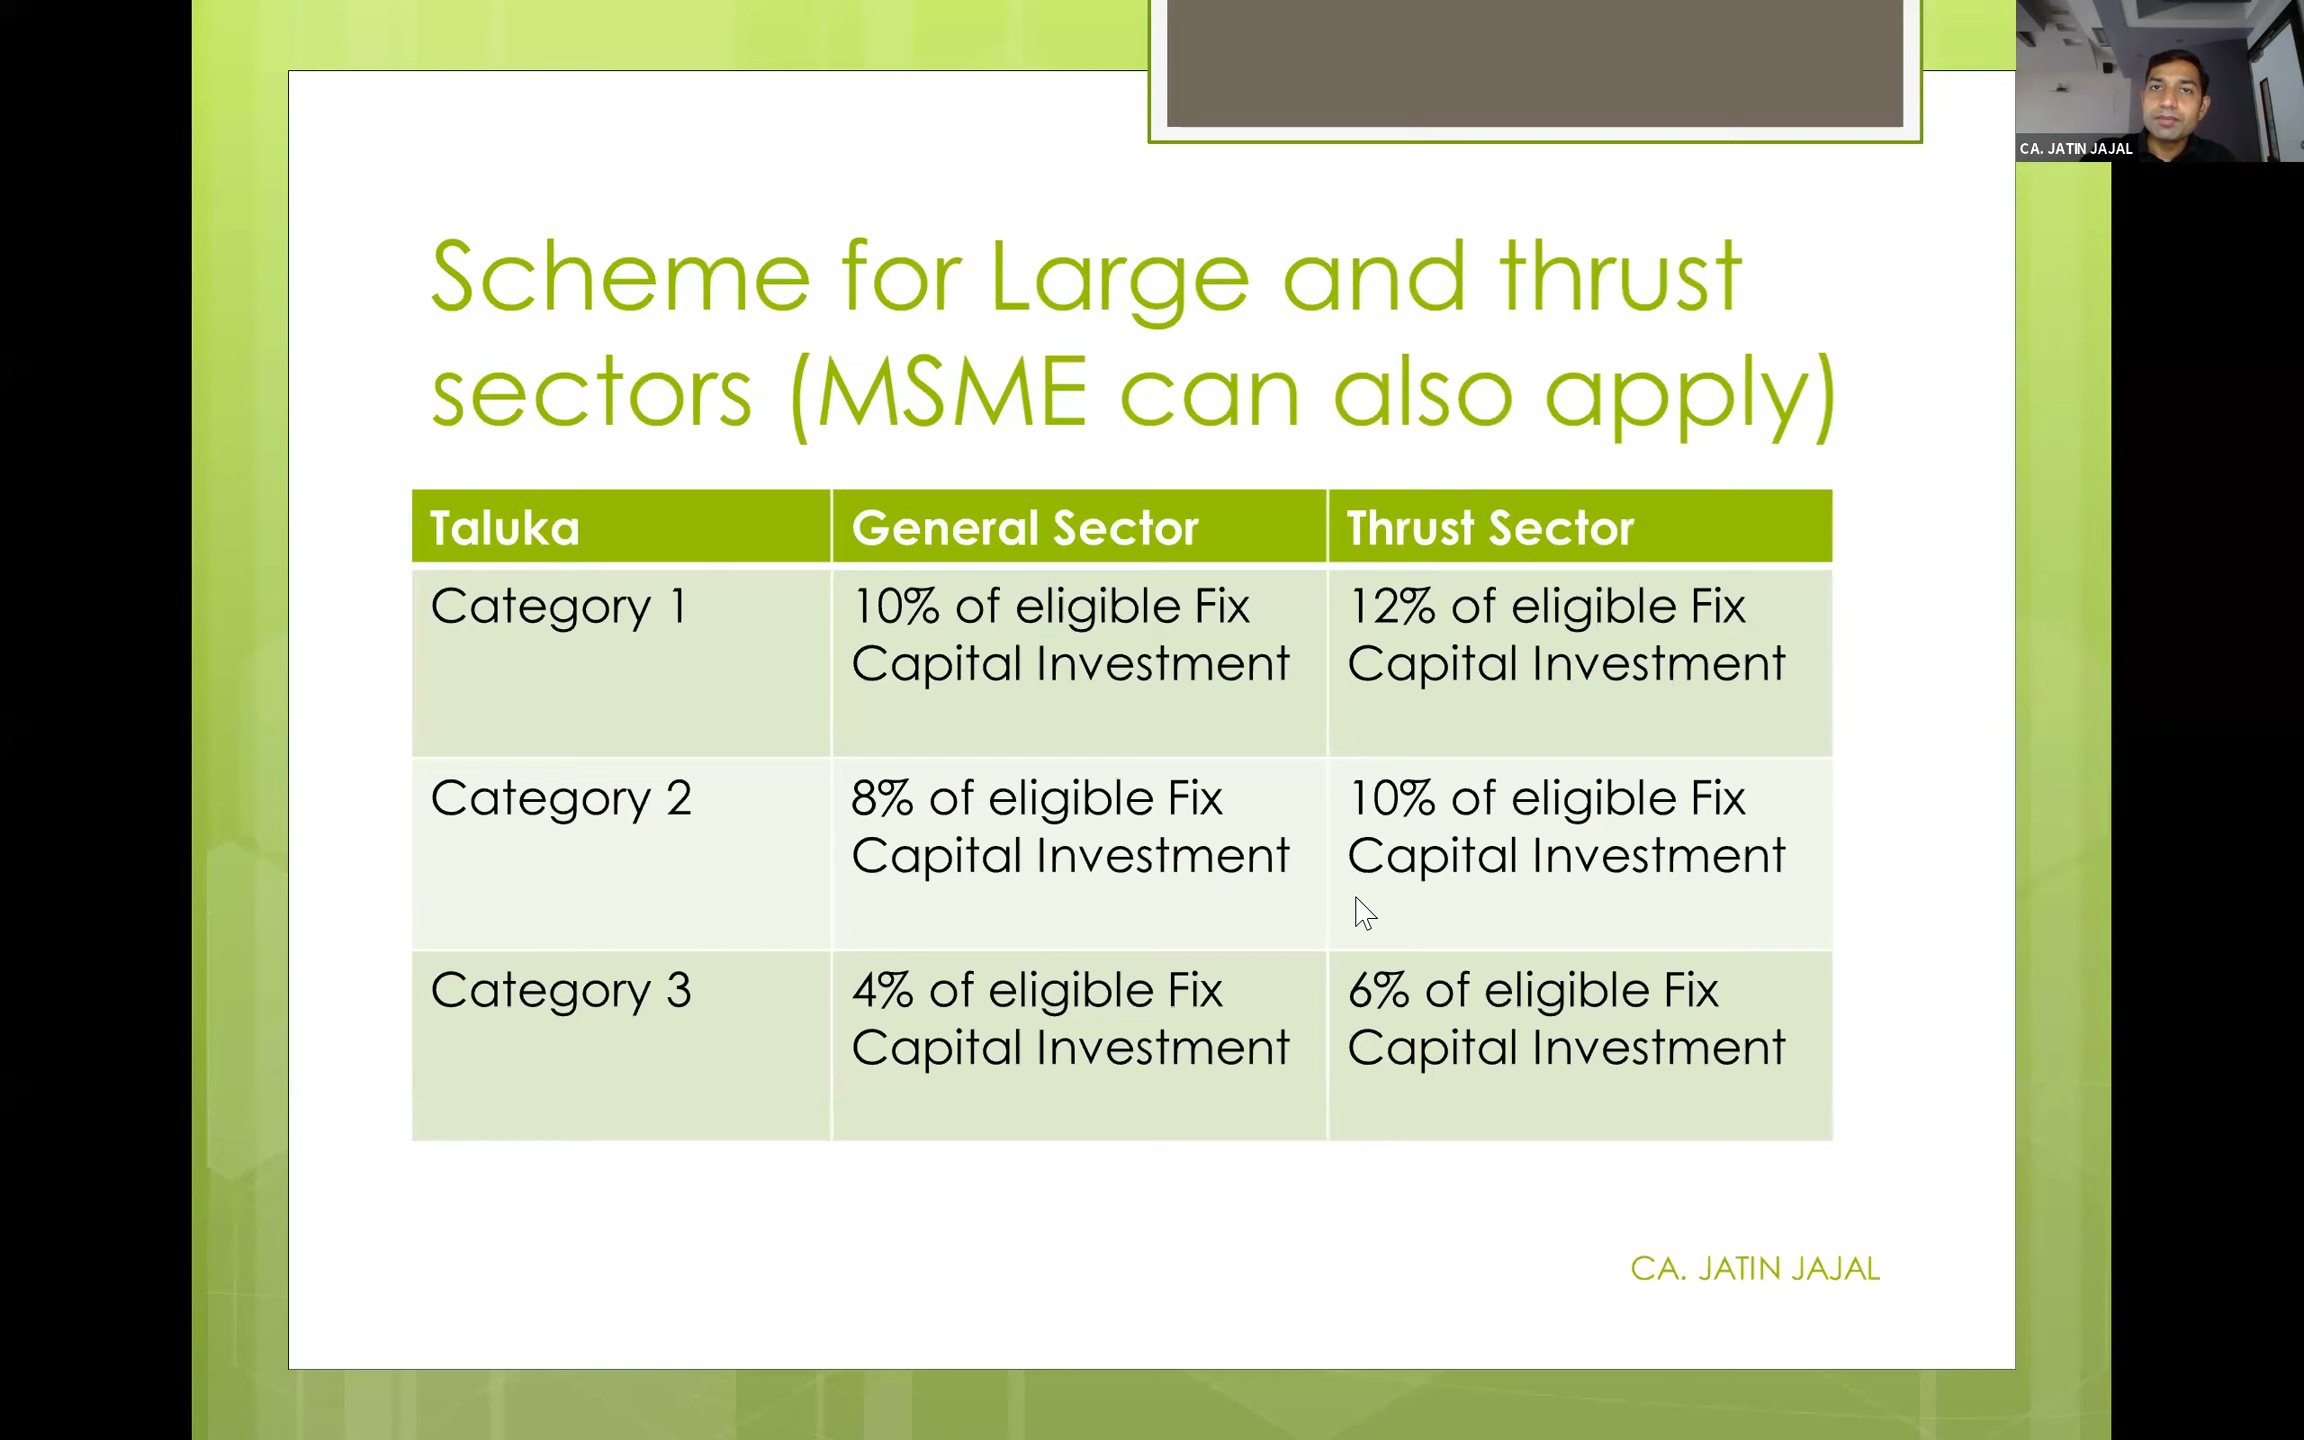 CA. JATIN JAJAL
Scheme for Large and thrust
sectors (MSME can also apply)
Taluka
General Sector
Thrust Sector
Category 1
10% of eligible Fix
Capital Investment
12% of eligible Fix
Capital Investment
Category 2
8% of eligible Fix
Capital Investment
10% of eligible Fix
Capital Investment
Category 3
4% of eligible Fix
Capital Investment
6% of eligible Fix
Capital Investment
CA. JATIN JAJAL